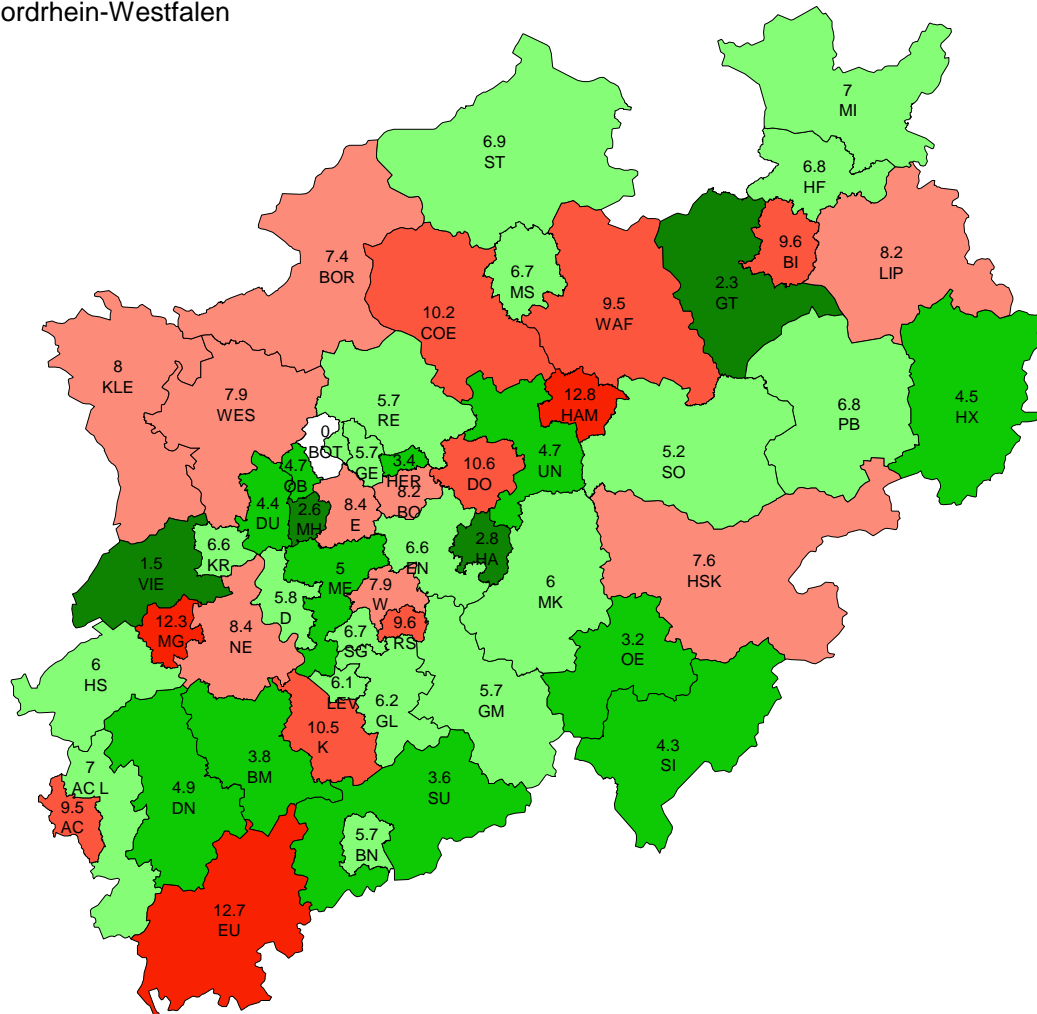 ordrhein-Westfalen
7
MI
6.9
ST
6.8
HF
9.6
BI
8.2
LIP
7.4
BOR
6.7
MS
2.3
GT
9.5
WAF
10.2
COE
8
KLE
7.9
WES
12.8
HAM
4.5
HX
5.7
RE
6.8
PB
0
BOT
4.7
UN
5.2
SO
5.7
GE
3.4
HER
10.6
DO
4.7
OB
8.2
BO
4.4
DU
2.6
MH
8.4
E
2.8
HA
6.6
KR
6.6
EN
7.6
HSK
1.5
VIE
5
ME
7.9
W
6
MK
5.8
D
12.3
MG
8.4
NE
6.7
SG
9.6
RS
3.2
OE
6
HS
6.1
LEV
6.2
GL
5.7
GM
10.5
K
4.3
SI
3.8
BM
7
AC L
4.9
DN
3.6
SU
9.5
AC
5.7
BN
12.7
EU